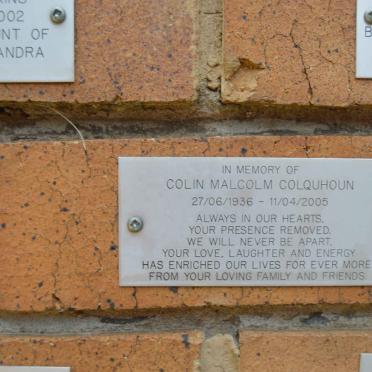 2002
NT OF
ANDRA
B
IN MEMORY OF
COLIN MALCOLM COLQUHOUN
27/06/1936 - 11/04/2005
ALWAYS IN OUR HEARTS,
YOUR PRESENCE REMOVED.
WE WILL NEVER BE APART,
YOUR LOVE, LAUGHTER AND ENERGY
HAS ENRICHED OUR LIVES FOR EVER MORE
FROM YOUR LOVING FAMILY AND FRIENDS.